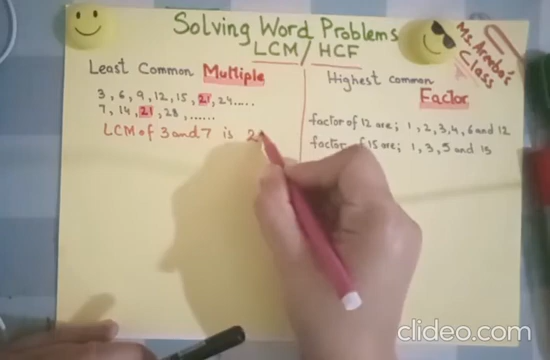 Solving Word Problems
LCM/HCF
Ms. Areeba's
Class
Least Common Multiple
3, 6, 9, 12, 15, 21, 24.....
7, 14, 21, 28, ......
LCM of 3 and 7 is 2
Highest common
Factor
factor of 12 are; 1, 2, 3, 4, 6 and 12
factor of 15 are; 1, 3, 5 and 15
clideo.com